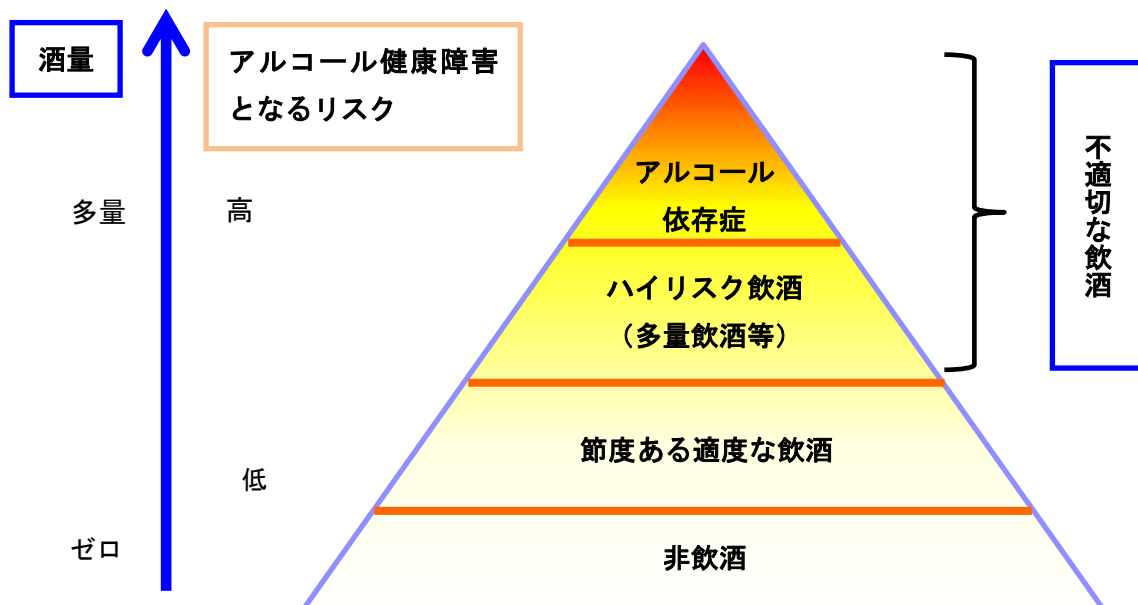 酒量
アルコール健康障害
となるリスク
多量
高
低
ゼロ
アルコール
依存症
ハイリスク飲酒
（多量飲酒等）
節度ある適度な飲酒
非飲酒
不適切な飲酒